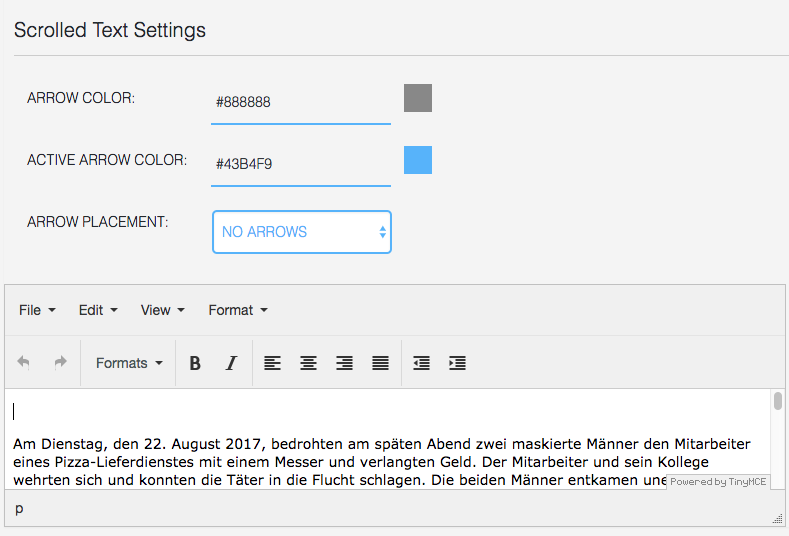 Scrolled Text Settings
ARROW COLOR: #888888
ACTIVE ARROW COLOR: #43B4F9
ARROW PLACEMENT: NO ARROWS
File Edit View Format
Formats B I
Am Dienstag, den 22. August 2017, bedrohten am späten Abend zwei maskierte Männer den Mitarbeiter
eines Pizza-Lieferdienstes mit einem Messer und verlangten Geld. Der Mitarbeiter und sein Kollege
wehrten sich und konnten die Täter in die Flucht schlagen. Die beiden Männer entkamen
Powered by TinyMCE
p